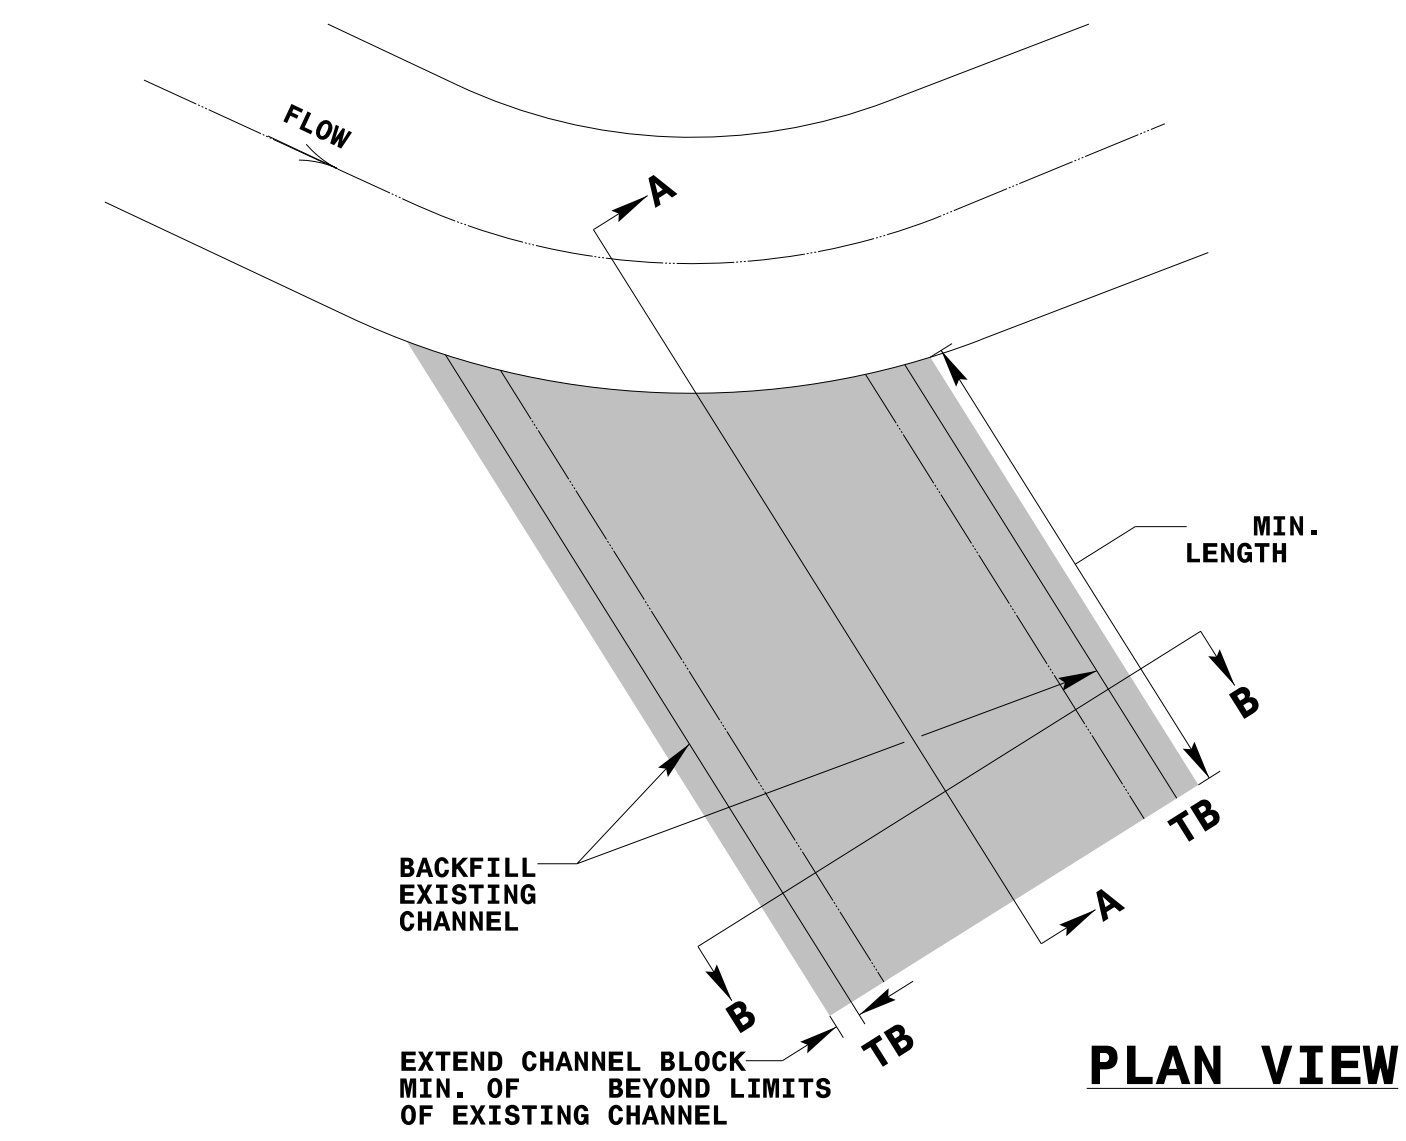 FLOW
A
MIN.
LENGTH
B
TB
BACKFILL
EXISTING
CHANNEL
A
B
TB
EXTEND CHANNEL BLOCK
MIN. OF BEYOND LIMITS
OF EXISTING CHANNEL
PLAN VIEW